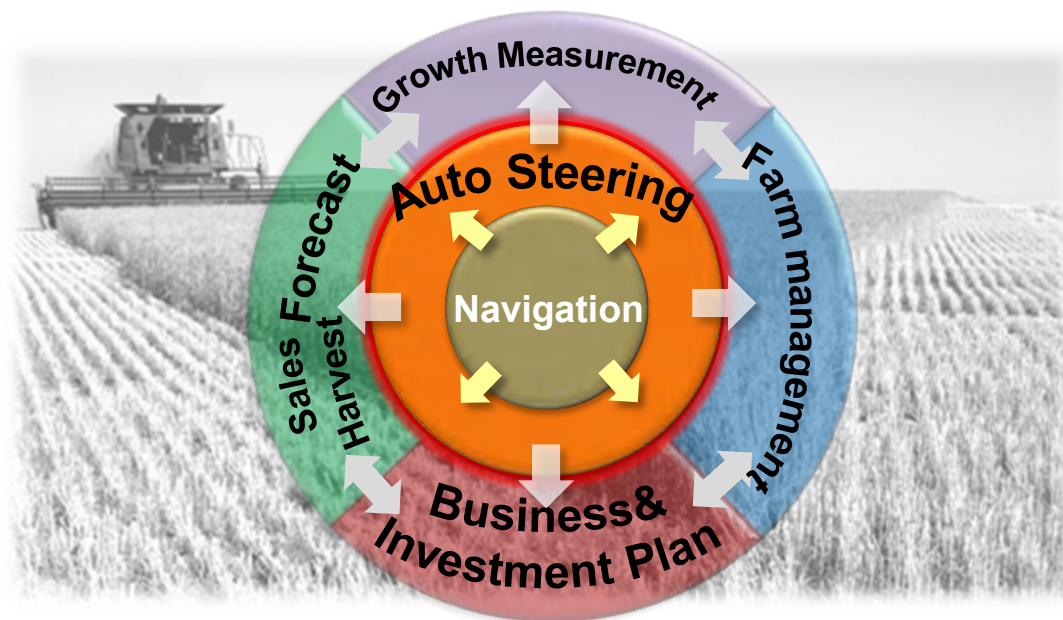 Growth Measurement
Auto Steering
Farm management
Navigation
Sales Forecast
Harvest
Business&
Investment Plan